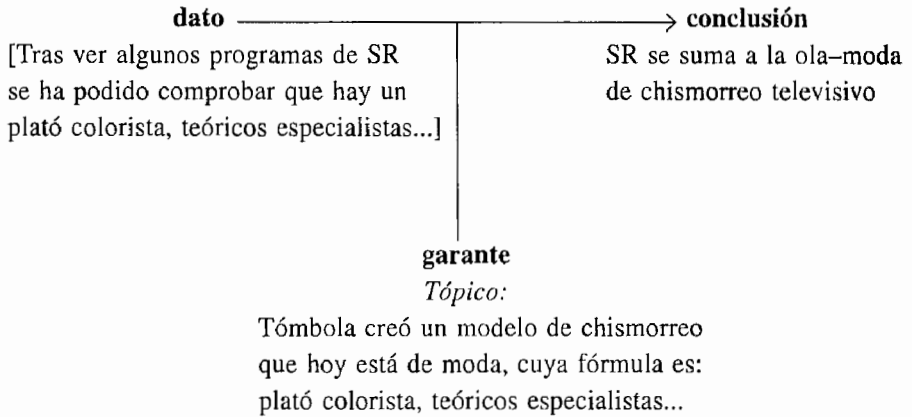 dato → conclusión
[Tras ver algunos programas de SR
se ha podido comprobar que hay un
plató colorista, teóricos especialistas...]
SR se suma a la ola–moda
de chismorreo televisivo
garante
Tópico:
Tómbola creó un modelo de chismorreo
que hoy está de moda, cuya fórmula es:
plató colorista, teóricos especialistas...